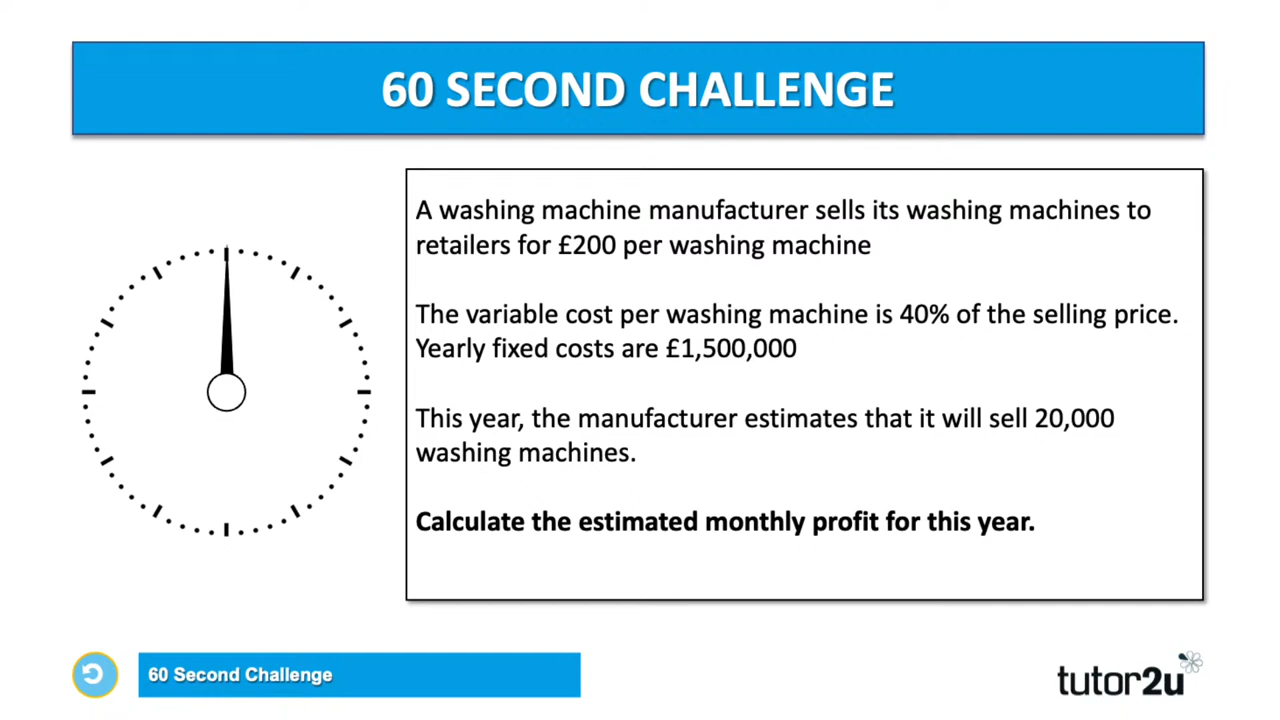 60 SECOND CHALLENGE
A washing machine manufacturer sells its washing machines to
retailers for £200 per washing machine
The variable cost per washing machine is 40% of the selling price.
Yearly fixed costs are £1,500,000
This year, the manufacturer estimates that it will sell 20,000
washing machines.
Calculate the estimated monthly profit for this year.
60 Second Challenge
tutor2u